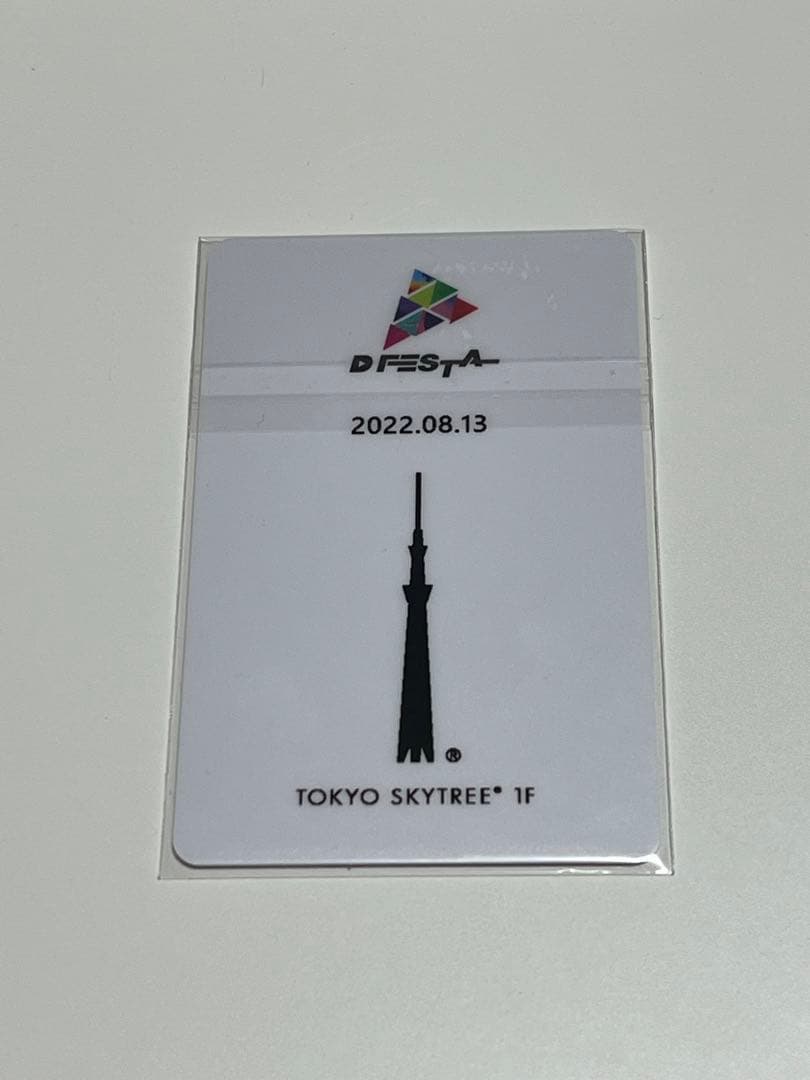 D FESTA
2022.08.13
®
TOKYO SKYTREE® 1F